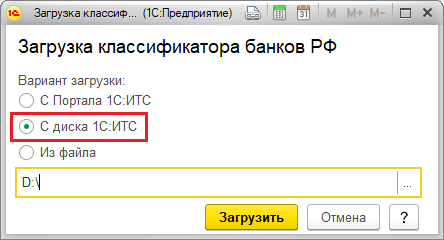 1С Загрузка классиф... (1С:Предприятие) M M+ M-
Загрузка классификатора банков РФ
Вариант загрузки:
С Портала 1С:ИТС
С диска 1С:ИТС
Из файла
D:\ ...
Загрузить Отмена ?